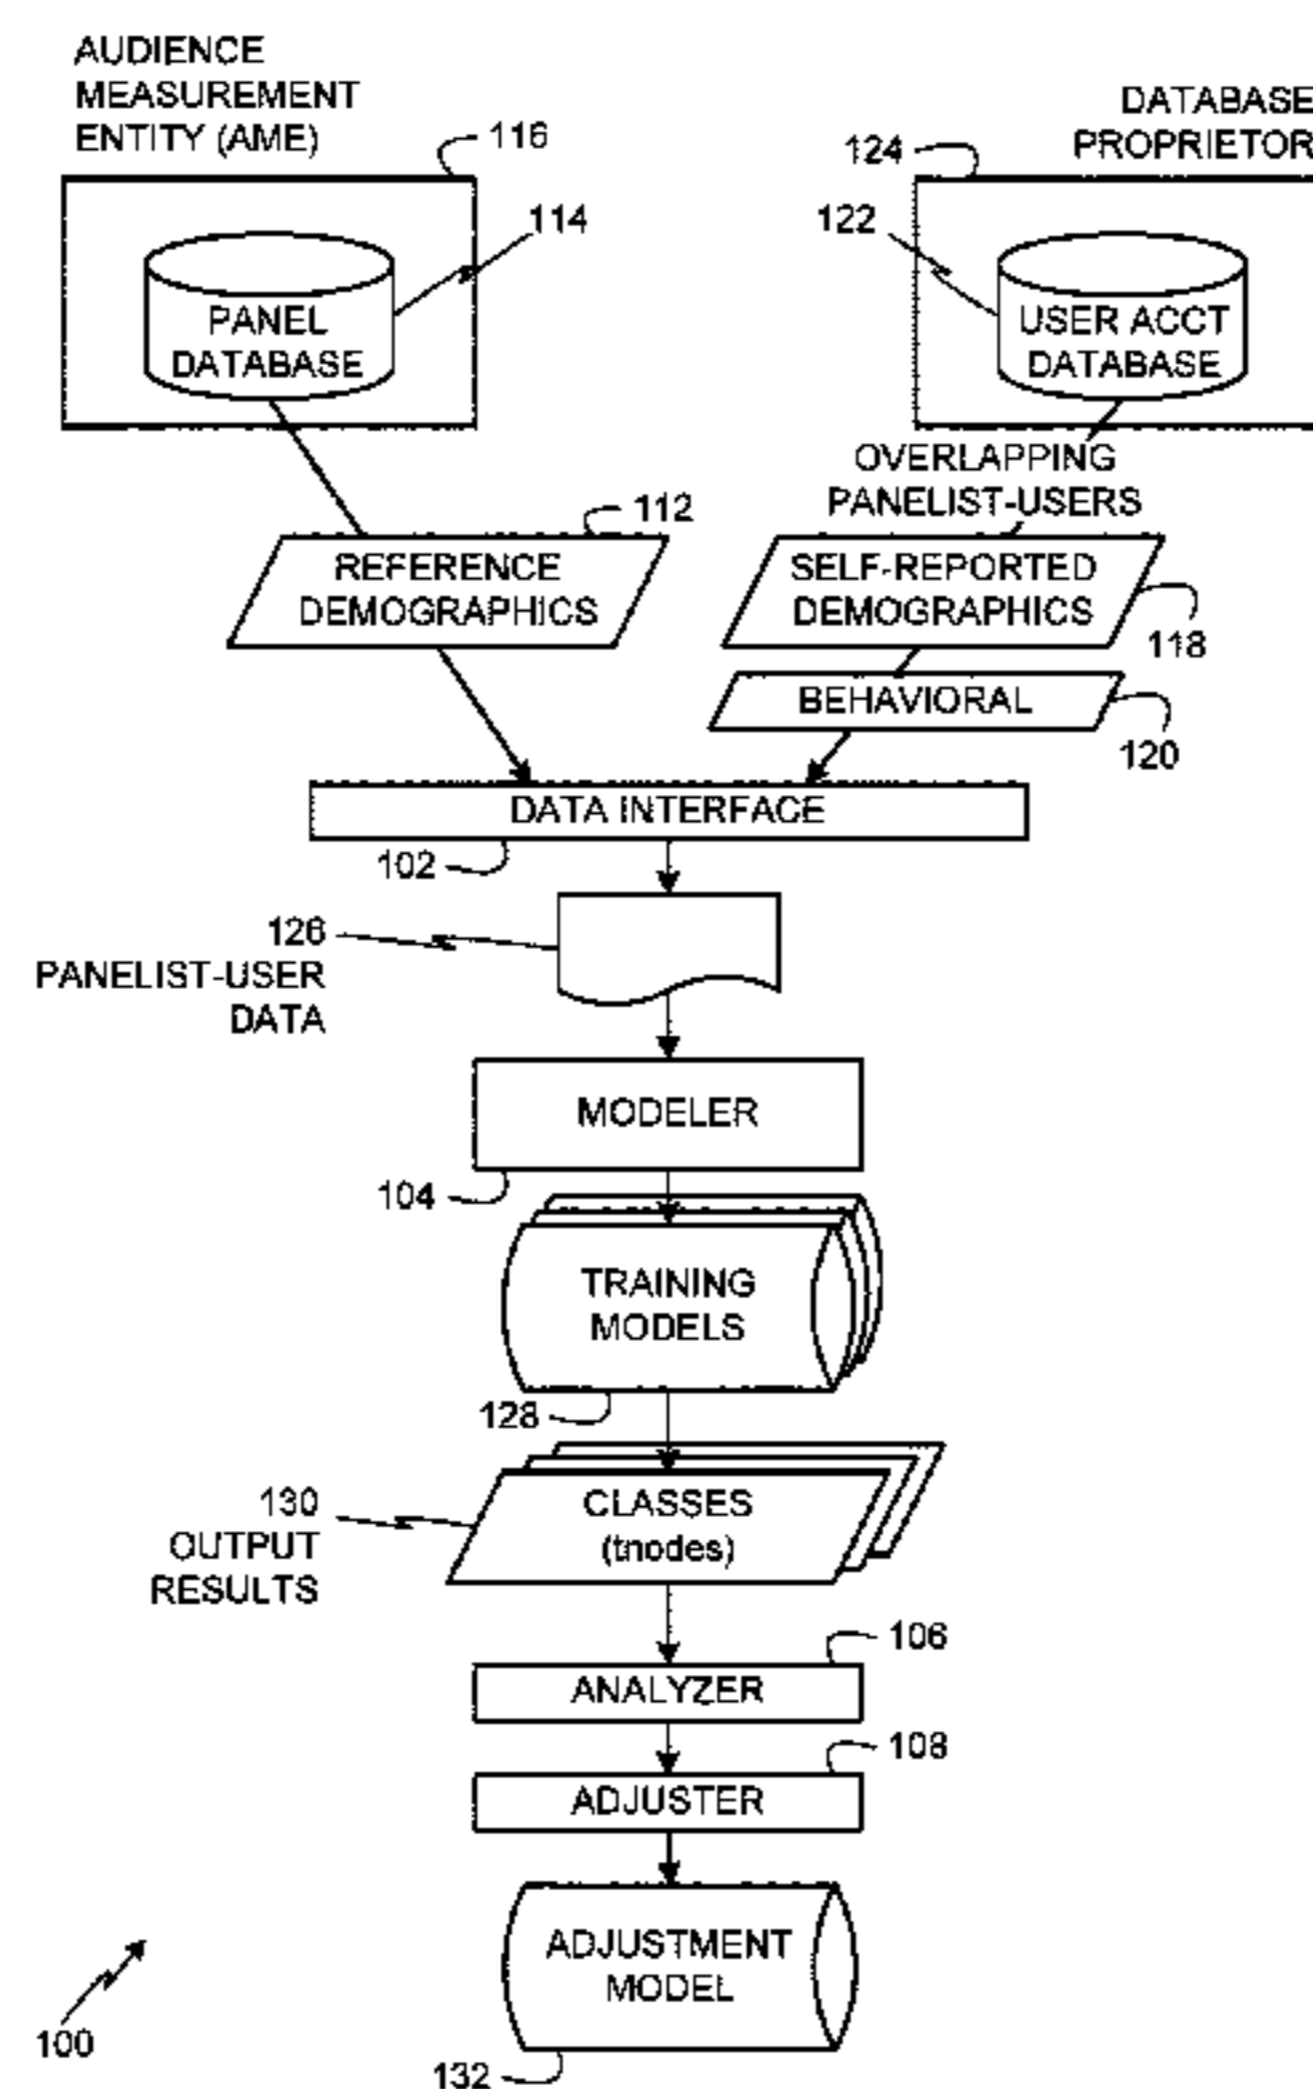 AUDIENCE
MEASUREMENT
ENTITY (AME)
116
114
PANEL
DATABASE
DATABASE
PROPRIETOR
124
122
USER ACCT
DATABASE
OVERLAPPING
PANELIST-USERS
112
REFERENCE
DEMOGRAPHICS
SELF-REPORTED
DEMOGRAPHICS
118
BEHAVIORAL
120
DATA INTERFACE
102
126
PANELIST-USER
DATA
MODELER
104
TRAINING
MODELS
128
130
OUTPUT
RESULTS
CLASSES
(tnodes)
106
ANALYZER
108
ADJUSTER
ADJUSTMENT
MODEL
100
132